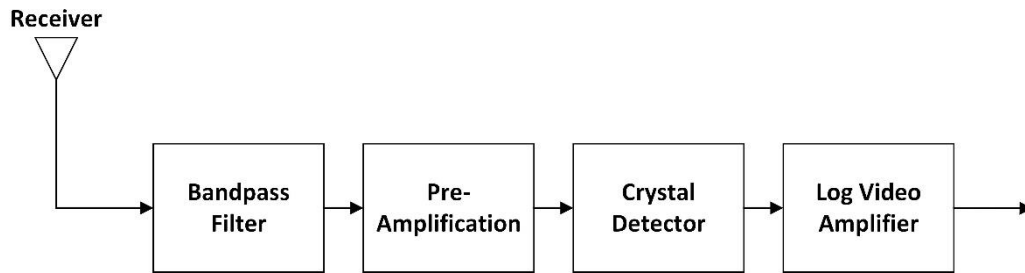 Receiver
Bandpass
Filter
Pre-
Amplification
Crystal
Detector
Log Video
Amplifier